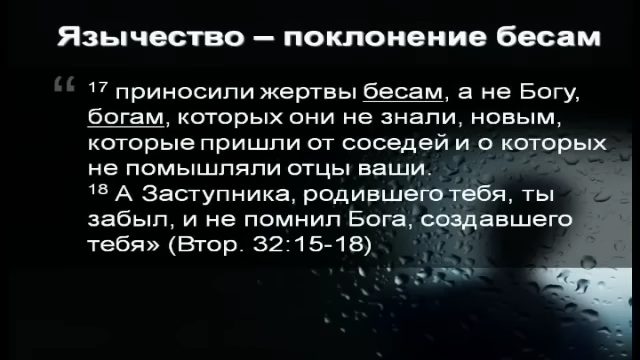 Язычество – поклонение бесам
“ ¹⁷ приносили жертвы бесам, а не Богу,
богам, которых они не знали, новым,
которые пришли от соседей и о которых
не помышляли отцы ваши.
¹⁸ А Заступника, родившего тебя, ты
забыл, и не помнил Бога, создавшего
тебя» (Втор. 32:15-18)